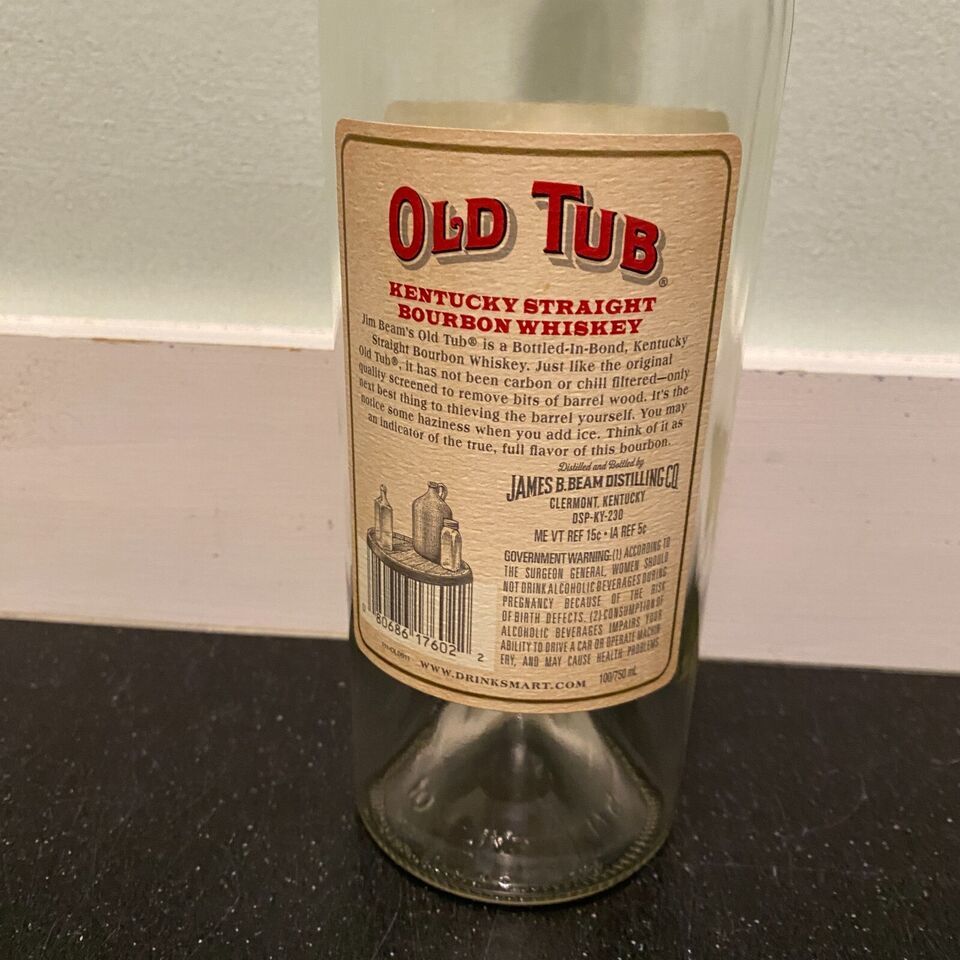 OLD TUB®
KENTUCKY STRAIGHT
BOURBON WHISKEY
Jim Beam's Old Tub® is a Bottled-In-Bond, Kentucky
Straight Bourbon Whiskey. Just like the original
Old Tub®, it has not been carbon or chill filtered—only
quality screened to remove bits of barrel wood. It's the
next best thing to thieving the barrel yourself. You may
notice some haziness when you add ice. Think of it as
an indicator of the true, full flavor of this bourbon.
Distilled and Bottled by
JAMES B. BEAM DISTILLING CO
CLERMONT, KENTUCKY
DSP-KY-230
ME VT REF 15¢ • IA REF 5¢
GOVERNMENT WARNING: (1) ACCORDING TO
THE SURGEON GENERAL, WOMEN SHOULD
NOT DRINK ALCOHOLIC BEVERAGES DURING
PREGNANCY BECAUSE OF THE RISK
OF BIRTH DEFECTS. (2) CONSUMPTION OF
ALCOHOLIC BEVERAGES IMPAIRS YOUR
ABILITY TO DRIVE A CAR OR OPERATE MACHIN-
ERY, AND MAY CAUSE HEALTH PROBLEMS.
0 80686 17602 2
WWW.DRINKSMART.COM
100/750 mL